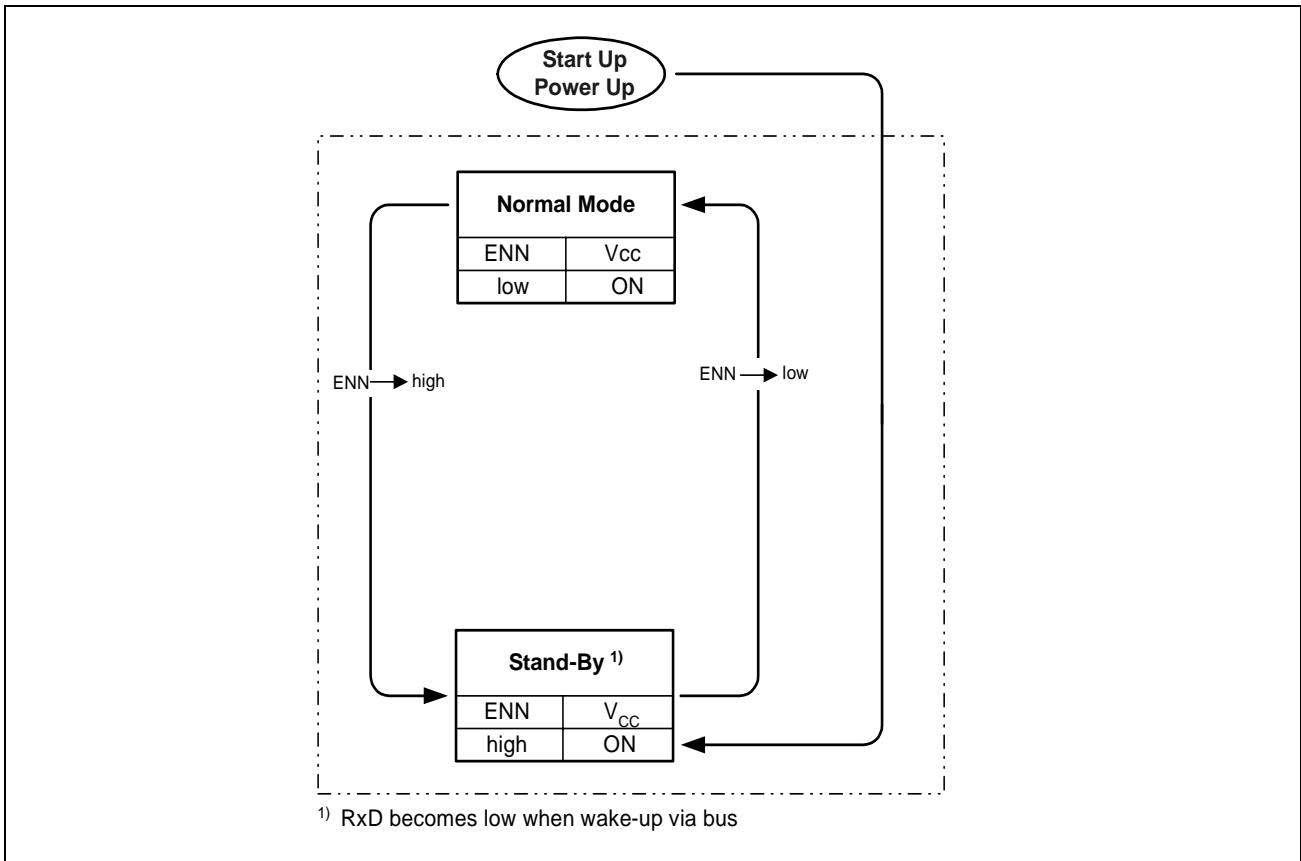 Start Up
Power Up
Normal Mode
ENN Vcc
low ON
ENN high
ENN low
Stand-By 1)
ENN VCC
high ON
1) RxD becomes low when wake-up via bus